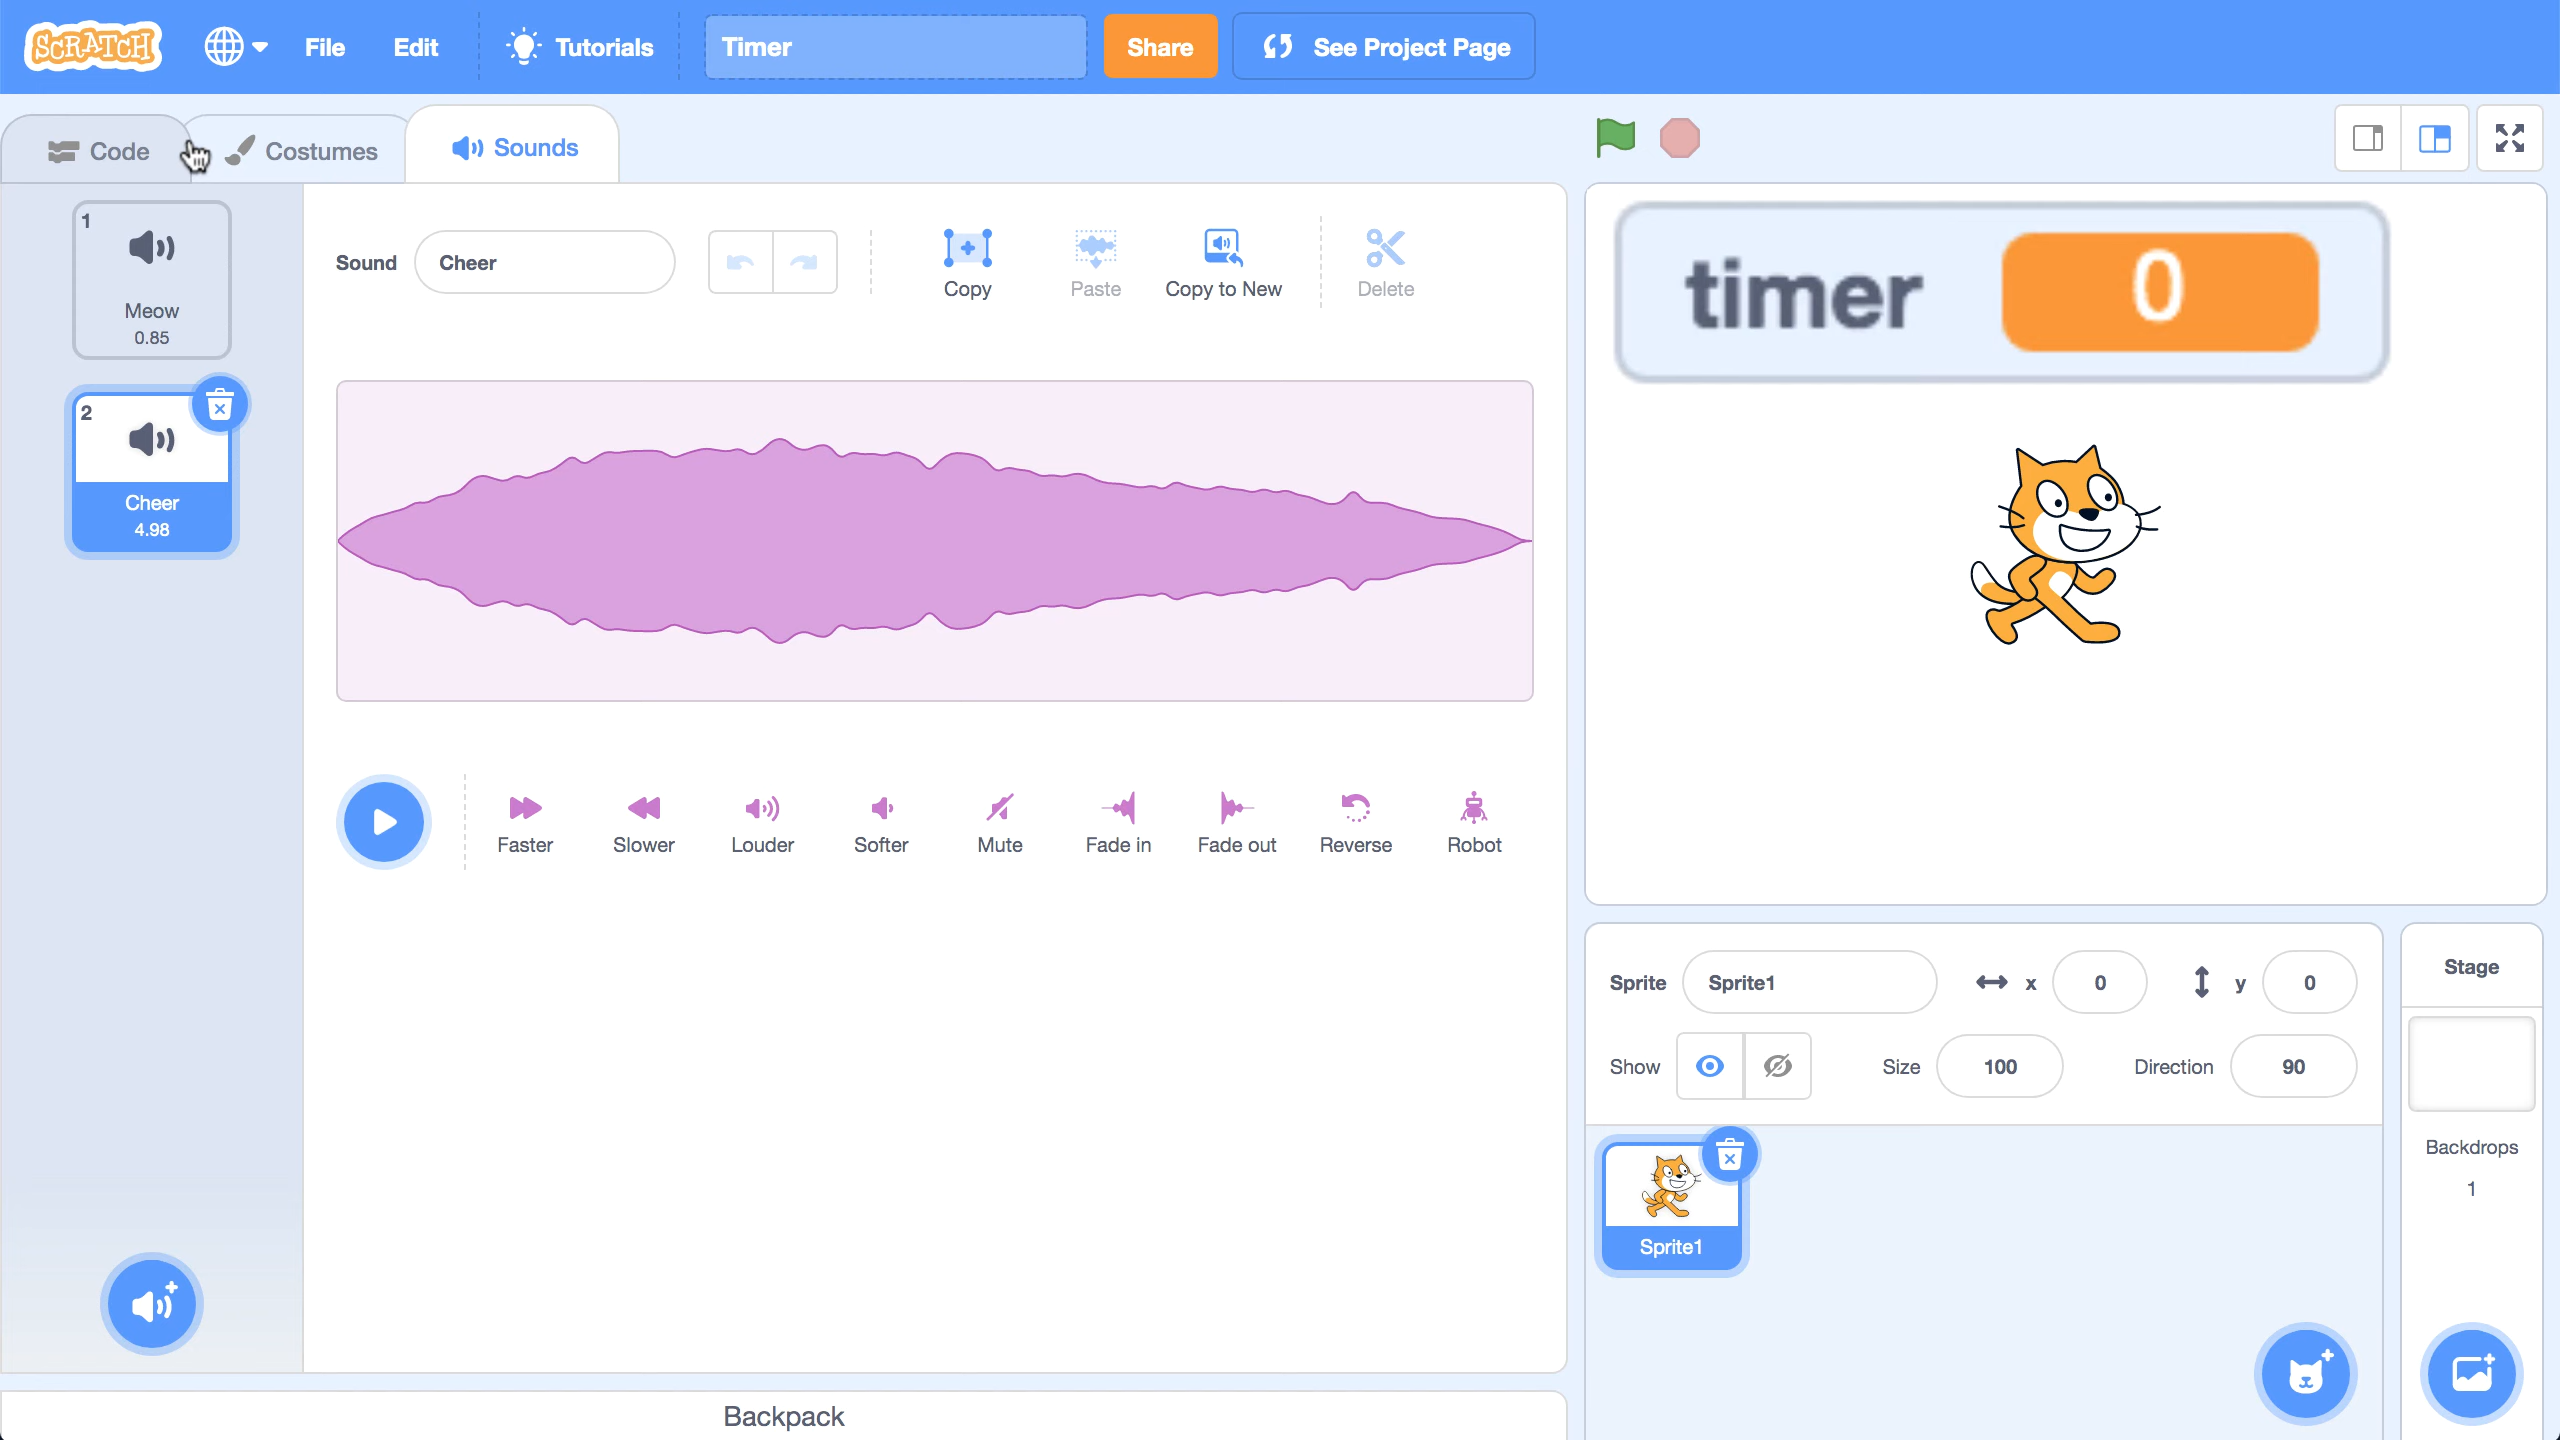 SCRATCH File Edit Tutorials Timer Share See Project Page
Code Costumes Sounds
1
Meow
0.85
2
Cheer
4.98
Sound Cheer Copy Paste Copy to New Delete
Faster Slower Louder Softer Mute Fade in Fade out Reverse Robot
timer 0
Sprite Sprite1 x 0 y 0
Show Size 100 Direction 90
Sprite1
Stage
Backdrops
1
Backpack